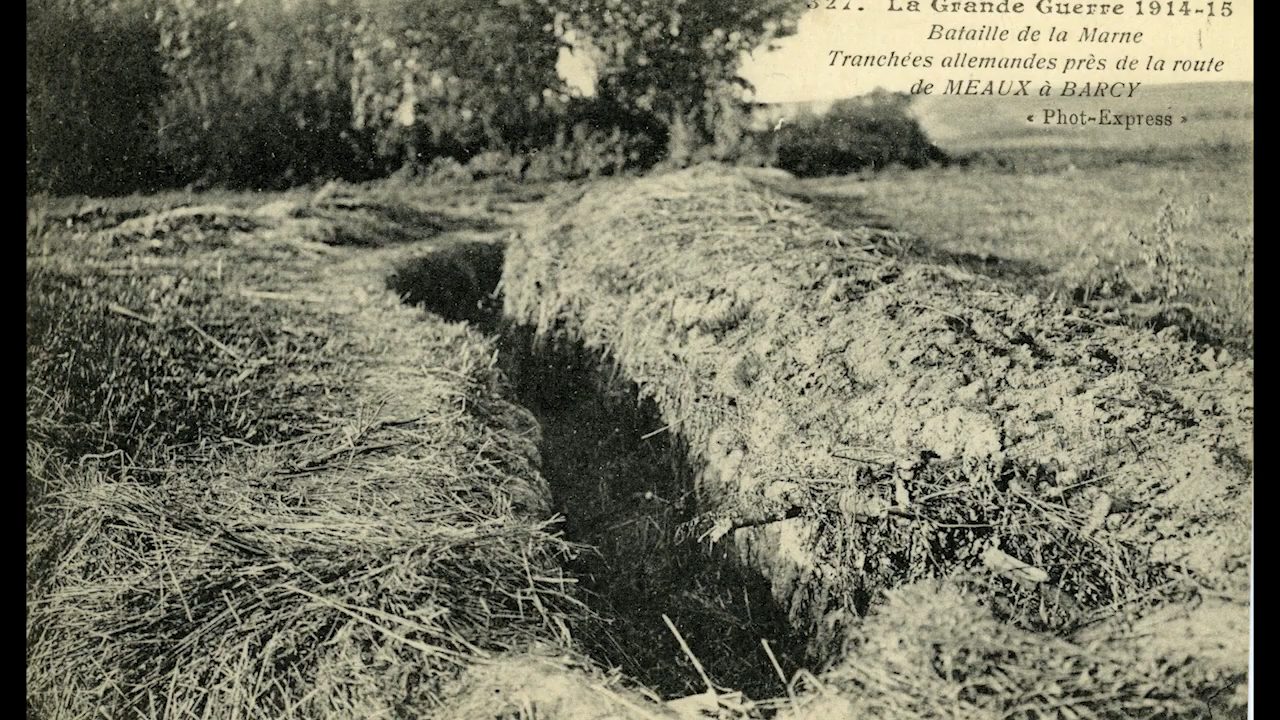 327. La Grande Guerre 1914-15
Bataille de la Marne
Tranchées allemandes près de la route
de MEAUX à BARCY
« Phot-Express »